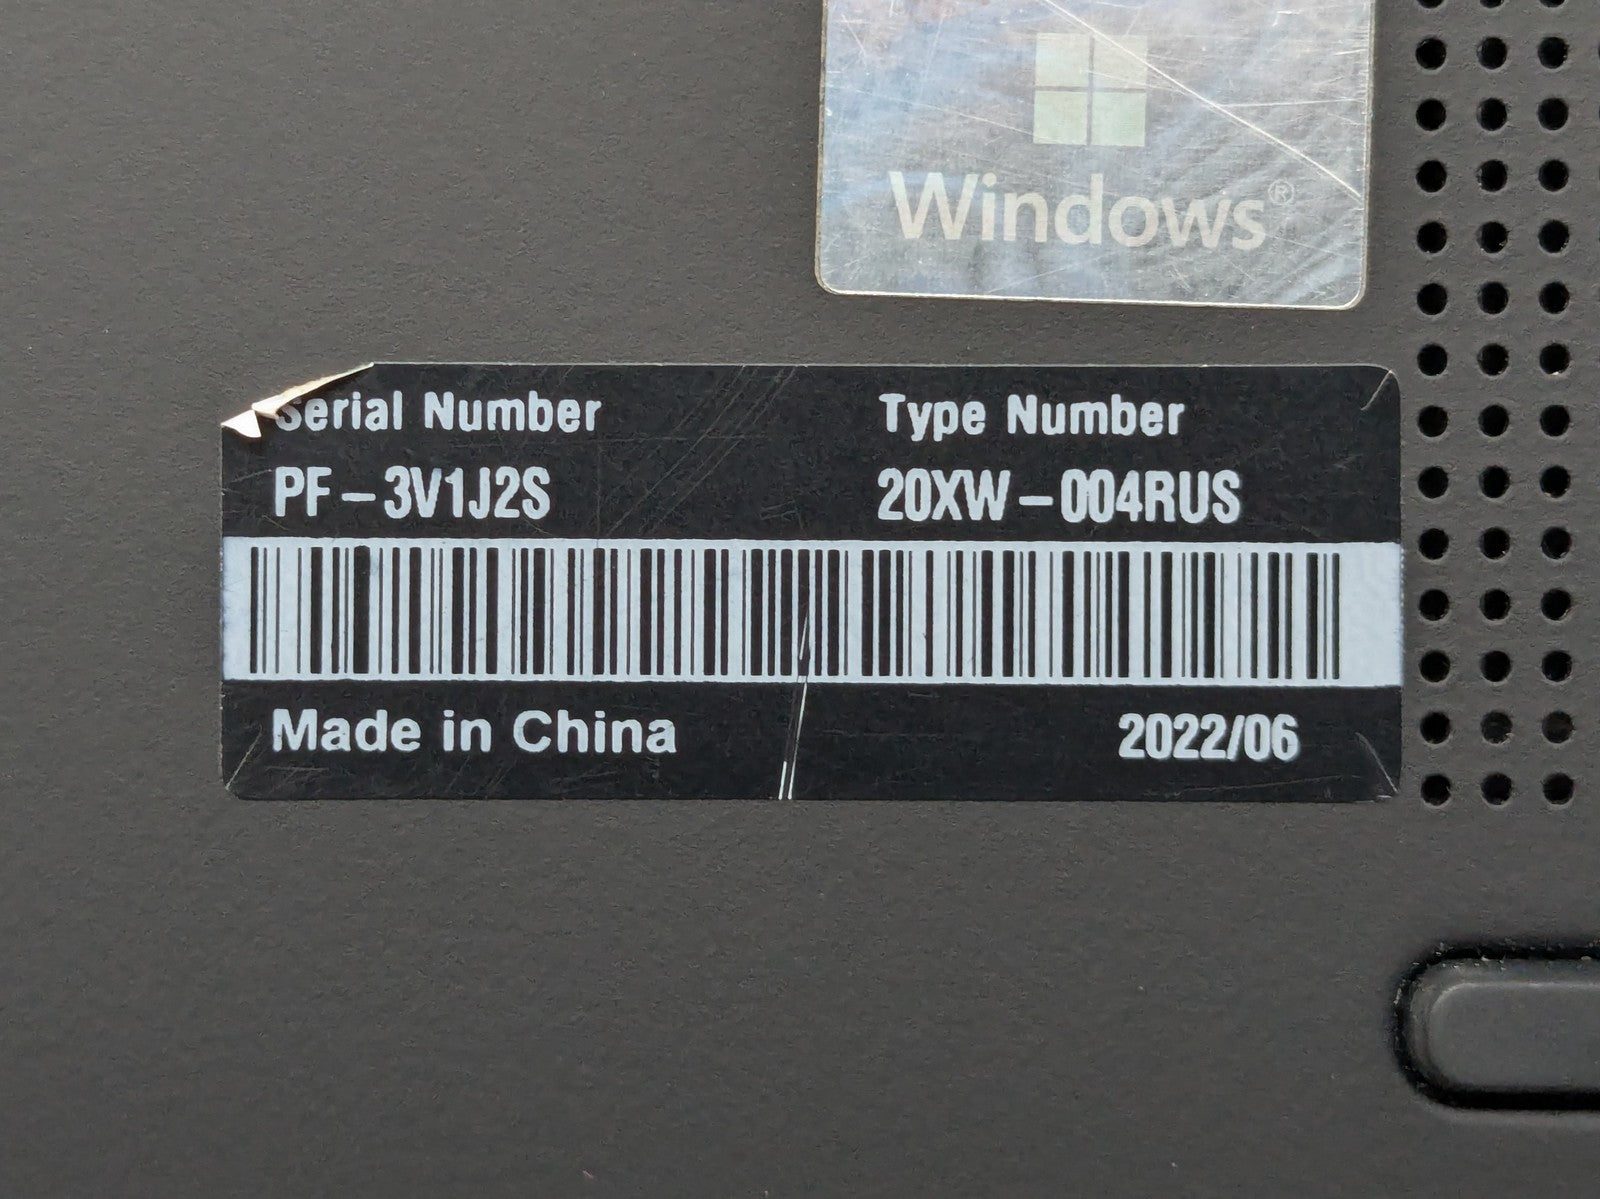 Windows®
Serial Number
Type Number
PF-3V1J2S
20XW-004RUS
Made in China
2022/06